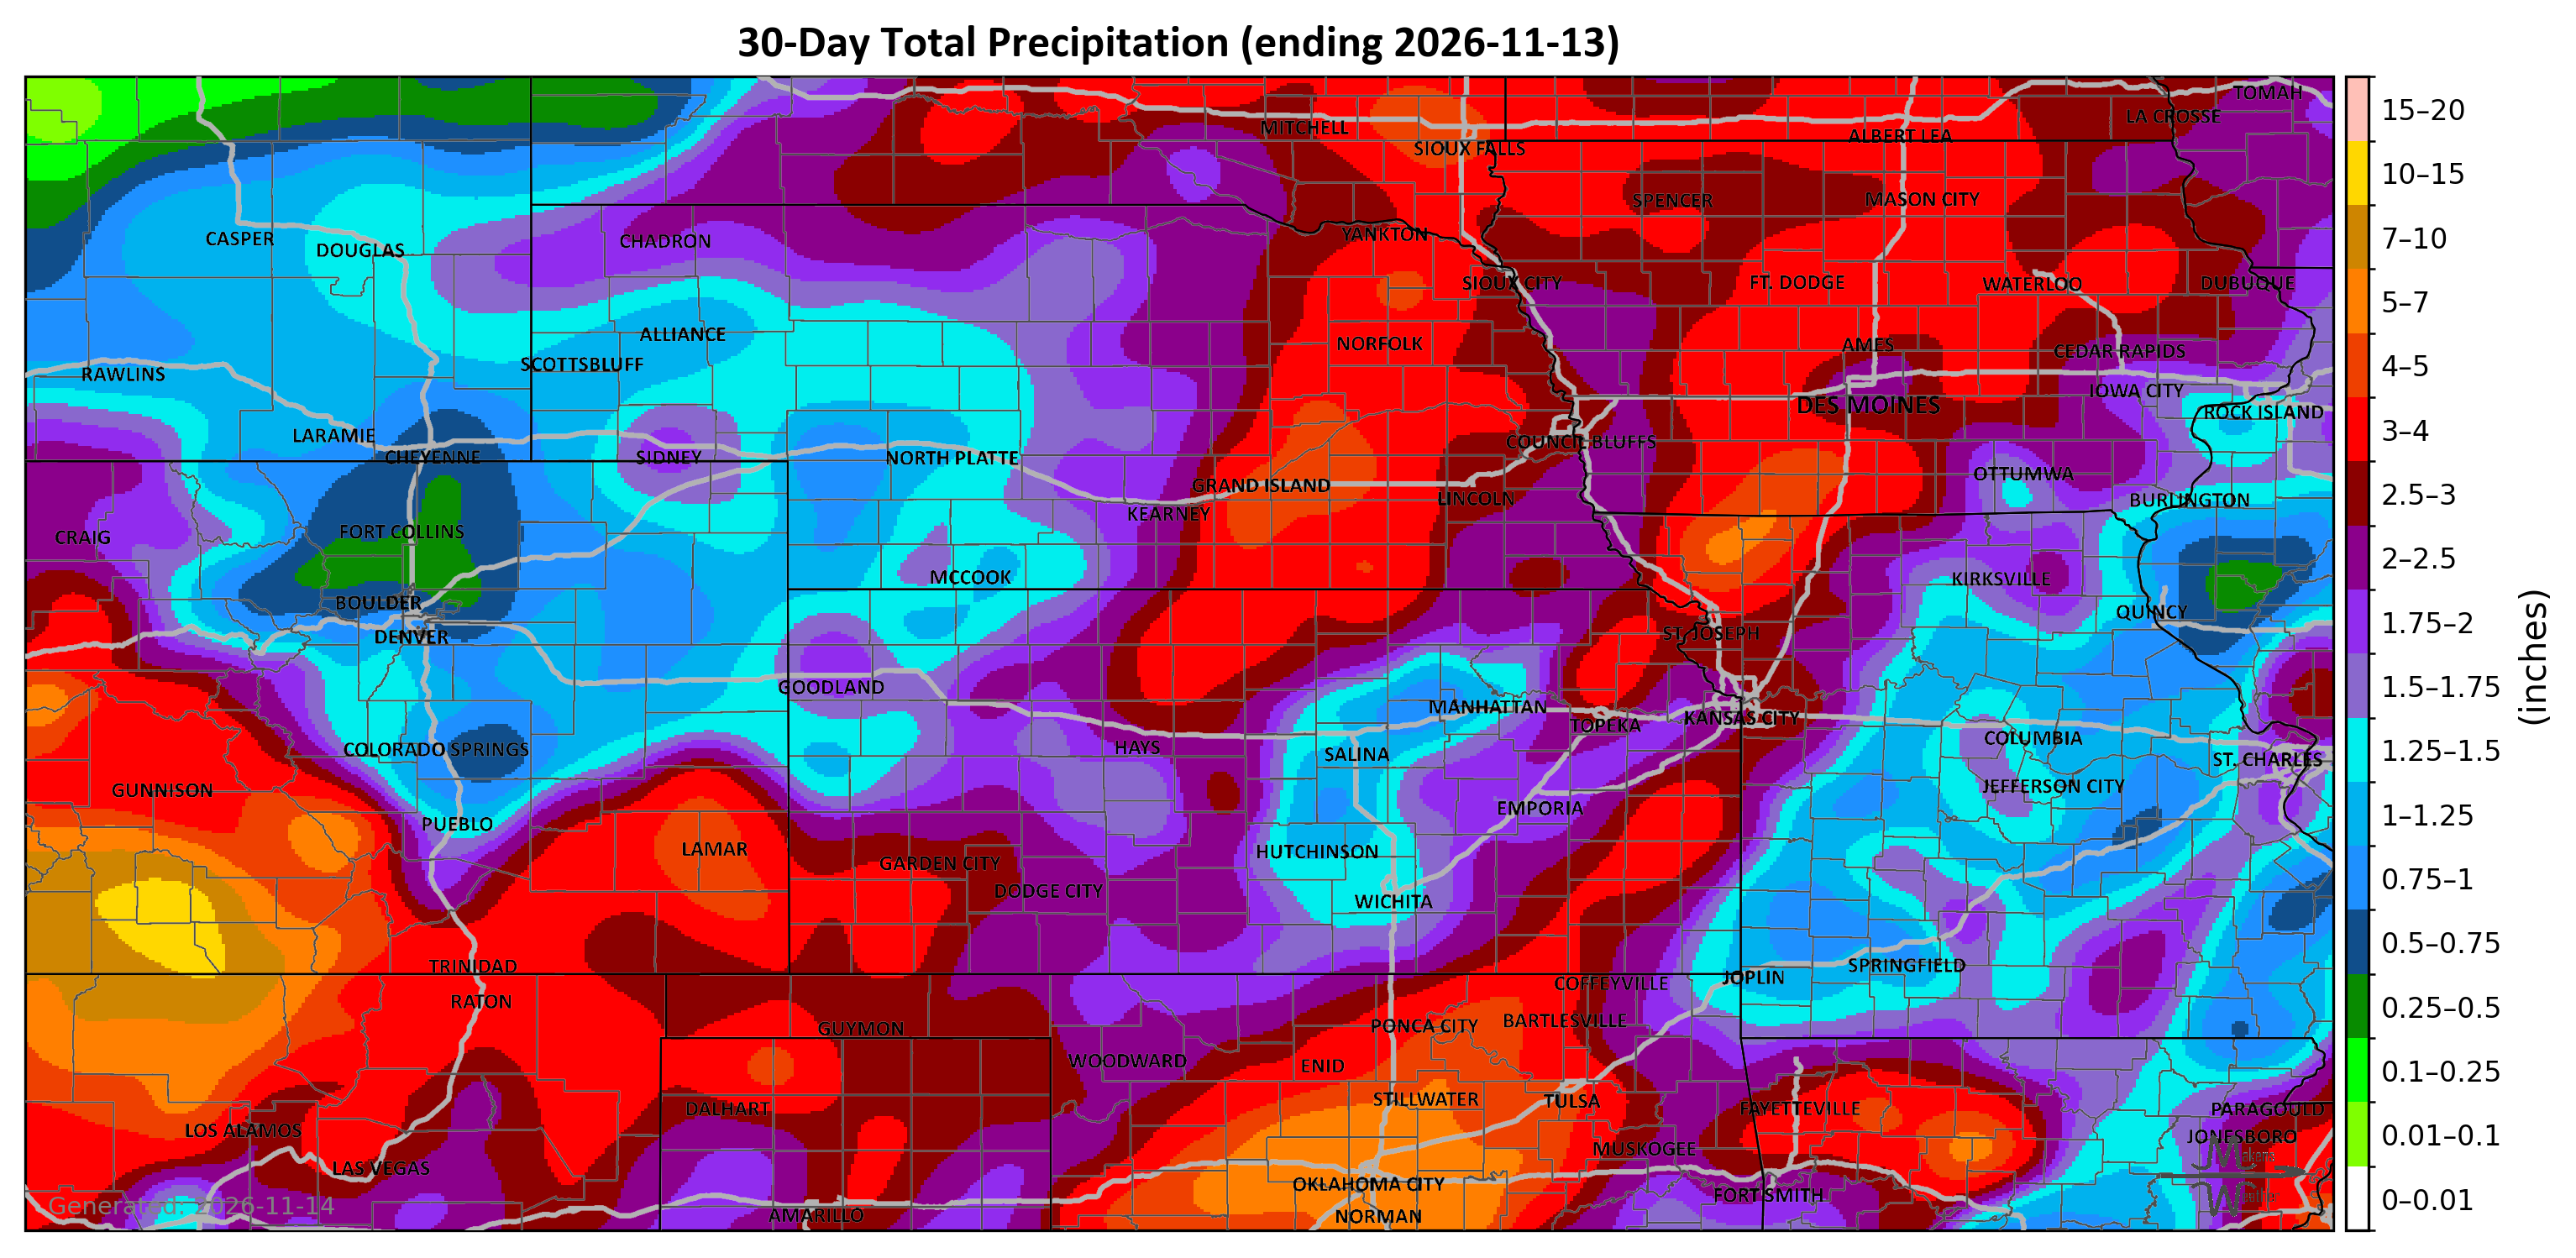 30-Day Total Precipitation (ending 2026-11-13)
TOMAH
LA CROSSE
MITCHELL
ALBERT LEA
SIOUX FALLS
SPENCER
MASON CITY
YANKTON
CASPER
DOUGLAS
CHADRON
SIOUX CITY
FT. DODGE
WATERLOO
DUBUQUE
ALLIANCE
NORFOLK
AMES
CEDAR RAPIDS
SCOTTSBLUFF
RAWLINS
IOWA CITY
DES MOINES
ROCK ISLAND
LARAMIE
COUNCIL BLUFFS
CHEYENNE
SIDNEY
NORTH PLATTE
OTTUMWA
GRAND ISLAND
LINCOLN
BURLINGTON
KEARNEY
CRAIG
FORT COLLINS
MCCOOK
KIRKSVILLE
BOULDER
QUINCY
DENVER
ST. JOSEPH
GOODLAND
MANHATTAN
KANSAS CITY
TOPEKA
COLUMBIA
COLORADO SPRINGS
HAYS
SALINA
ST. CHARLES
GUNNISON
JEFFERSON CITY
EMPORIA
PUEBLO
LAMAR
HUTCHINSON
GARDEN CITY
DODGE CITY
WICHITA
TRINIDAD
SPRINGFIELD
JOPLIN
COFFEYVILLE
RATON
BARTLESVILLE
GUYMON
PONCA CITY
WOODWARD
ENID
STILLWATER
TULSA
DALHART
FAYETTEVILLE
PARAGOULD
LOS ALAMOS
JONESBORO
MUSKOGEE
LAS VEGAS
OKLAHOMA CITY
FORT SMITH
AMARILLO
NORMAN
Generated: 2026-11-14
15–20
10–15
7–10
5–7
4–5
3–4
2.5–3
2–2.5
1.75–2
1.5–1.75
1.25–1.5
1–1.25
0.75–1
0.5–0.75
0.25–0.5
0.1–0.25
0.01–0.1
0–0.01
(inches)